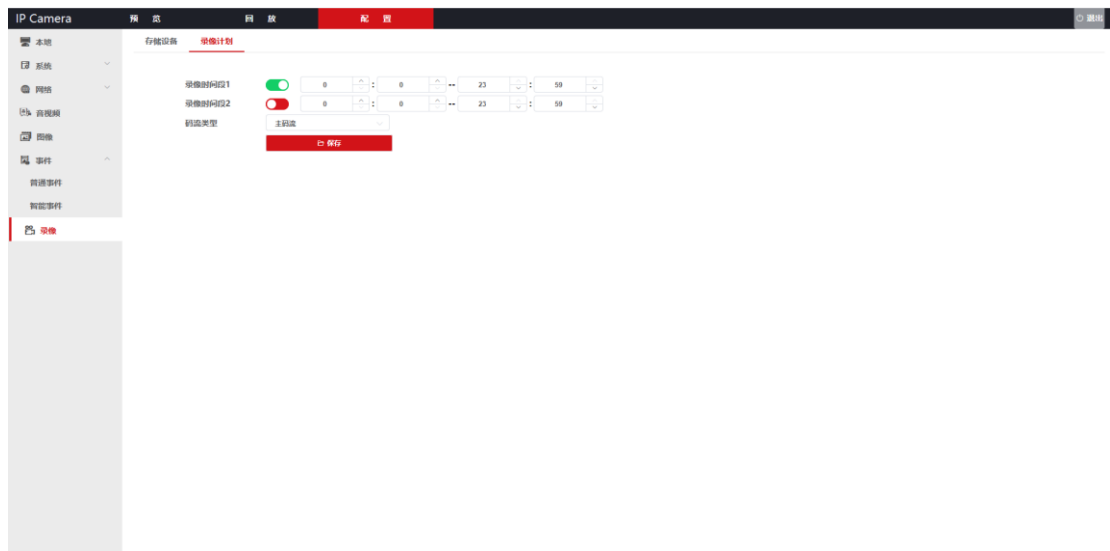 IP Camera 预 览 回 放 配 置 退出
本地 存储设备 录像计划
系统
网络 录像时间段1 0 : 0 -- 23 : 59
录像时间段2 0 : 0 -- 23 : 59
音视频 码流类型 主码流
图像 保存
事件
普通事件
智能事件
录像